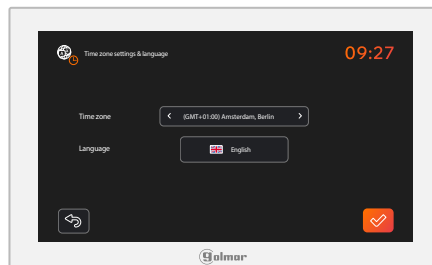 Time zone settings & language
09:27
Time zone
(GMT+01:00) Amsterdam, Berlin
Language
English
golmar